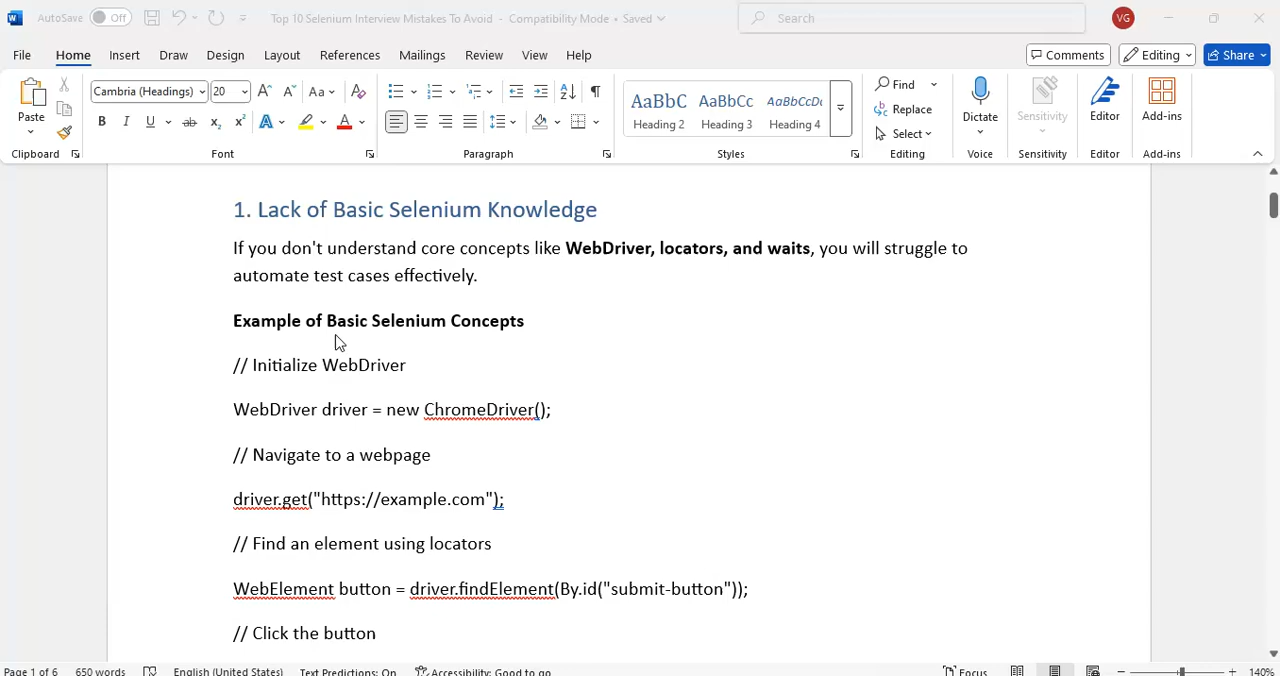 AutoSave Off Top 10 Selenium Interview Mistakes To Avoid - Compatibility Mode • Saved Search VG
File Home Insert Draw Design Layout References Mailings Review View Help Comments Editing Share
Cambria (Headings) 20 Aa AaBbC AaBbCc AaBbCcDı Find
Paste Heading 2 Heading 3 Heading 4 Replace Dictate Sensitivity Editor Add-ins
B I U ab x₂ x² A A Select
Clipboard Font Paragraph Styles Editing Voice Sensitivity Editor Add-ins
1. Lack of Basic Selenium Knowledge
If you don't understand core concepts like WebDriver, locators, and waits, you will struggle to
automate test cases effectively.
Example of Basic Selenium Concepts
// Initialize WebDriver
WebDriver driver = new ChromeDriver();
// Navigate to a webpage
driver.get("https://example.com");
// Find an element using locators
WebElement button = driver.findElement(By.id("submit-button"));
// Click the button
Page 1 of 6 650 words English (United States) Text Predictions: On Accessibility: Good to go Focus 140%